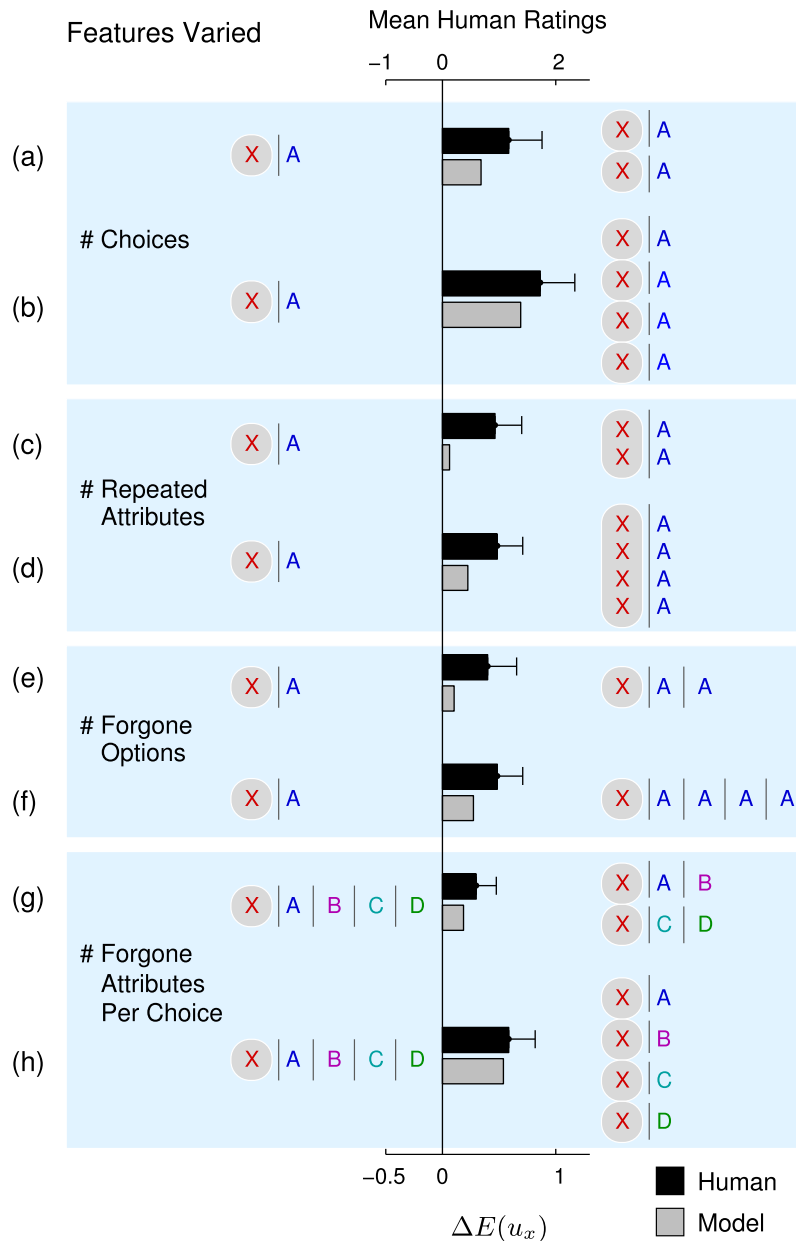 Features Varied
Mean Human Ratings
−1 0 2
(a)
X A
X A
X A
# Choices
(b)
X A
X A
X A
X A
X A
(c)
X A
X A
X A
# Repeated
Attributes
(d)
X A
X A
X A
X A
X A
(e)
X A
X A A
# Forgone
Options
(f)
X A
X A A A A
(g)
X A B C D
X A B
X C D
# Forgone
Attributes
Per Choice
(h)
X A B C D
X A
X B
X C
X D
−0.5 0 1
ΔE(uₓ)
Human
Model